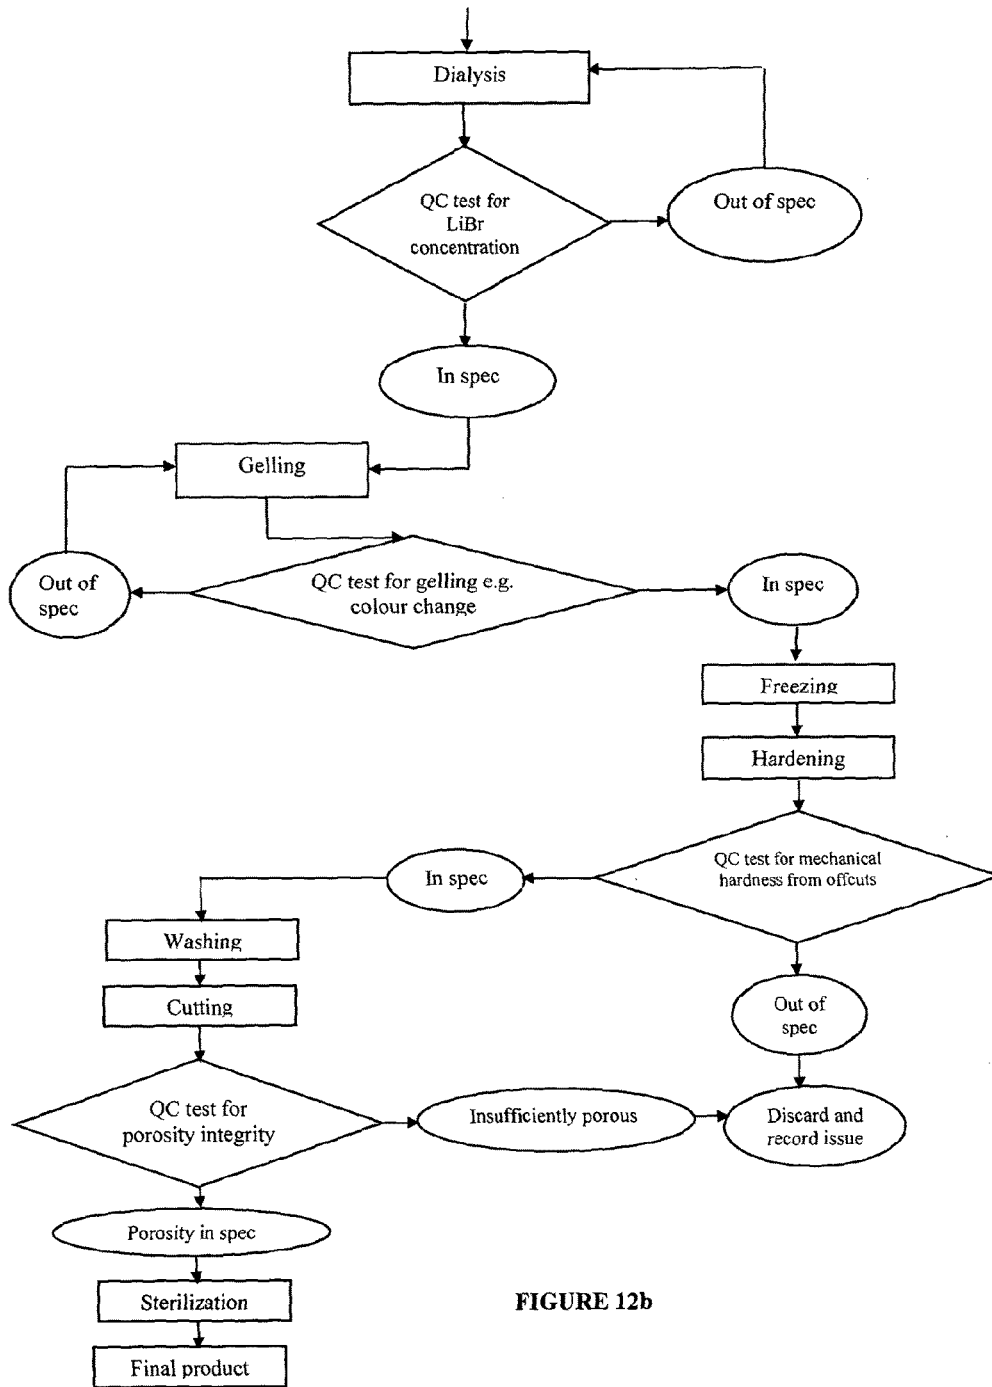 Dialysis
QC test for
LiBr
concentration
Out of spec
In spec
Gelling
QC test for gelling e.g.
colour change
Out of
spec
In spec
Freezing
Hardening
QC test for mechanical
hardness from offcuts
In spec
Washing
Cutting
Out of
spec
QC test for
porosity integrity
Insufficiently porous
Discard and
record issue
Porosity in spec
Sterilization
Final product
FIGURE 12b